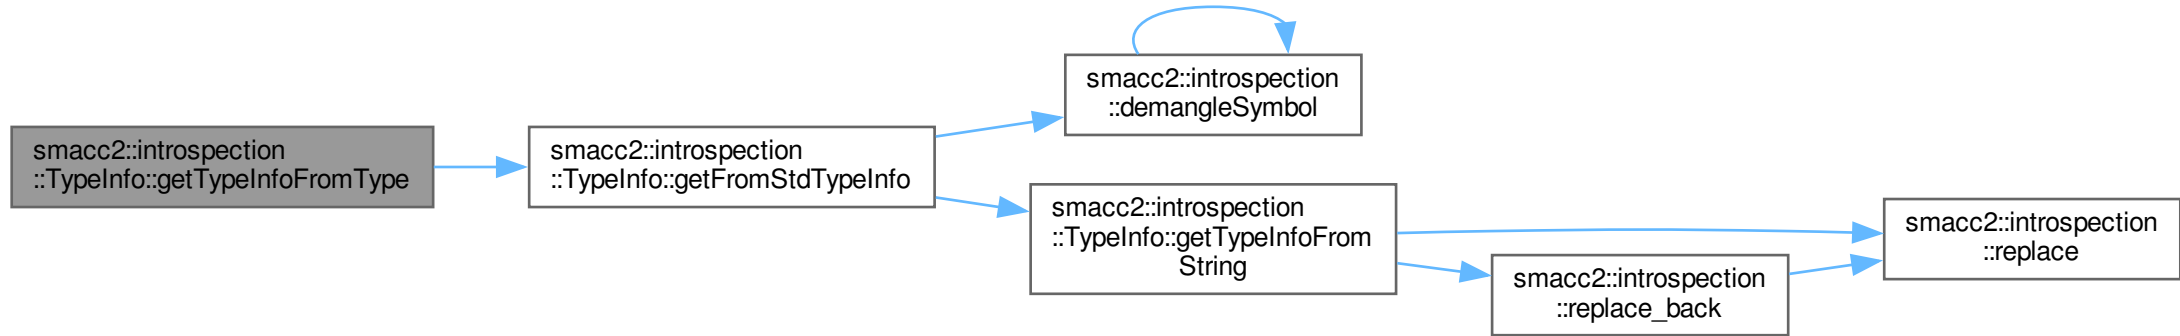 smacc2::introspection
::TypeInfo::getTypeInfoFromType
smacc2::introspection
::TypeInfo::getFromStdTypeInfo
smacc2::introspection
::demangleSymbol
smacc2::introspection
::TypeInfo::getTypeInfoFrom
String
smacc2::introspection
::replace_back
smacc2::introspection
::replace